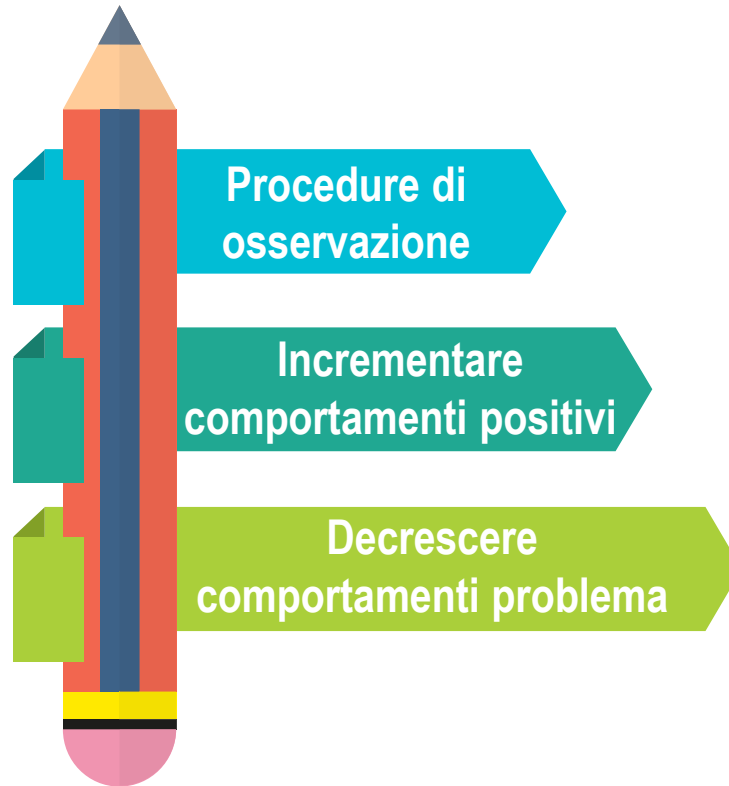 Procedure di
osservazione
Incrementare
comportamenti positivi
Decrescere
comportamenti problema